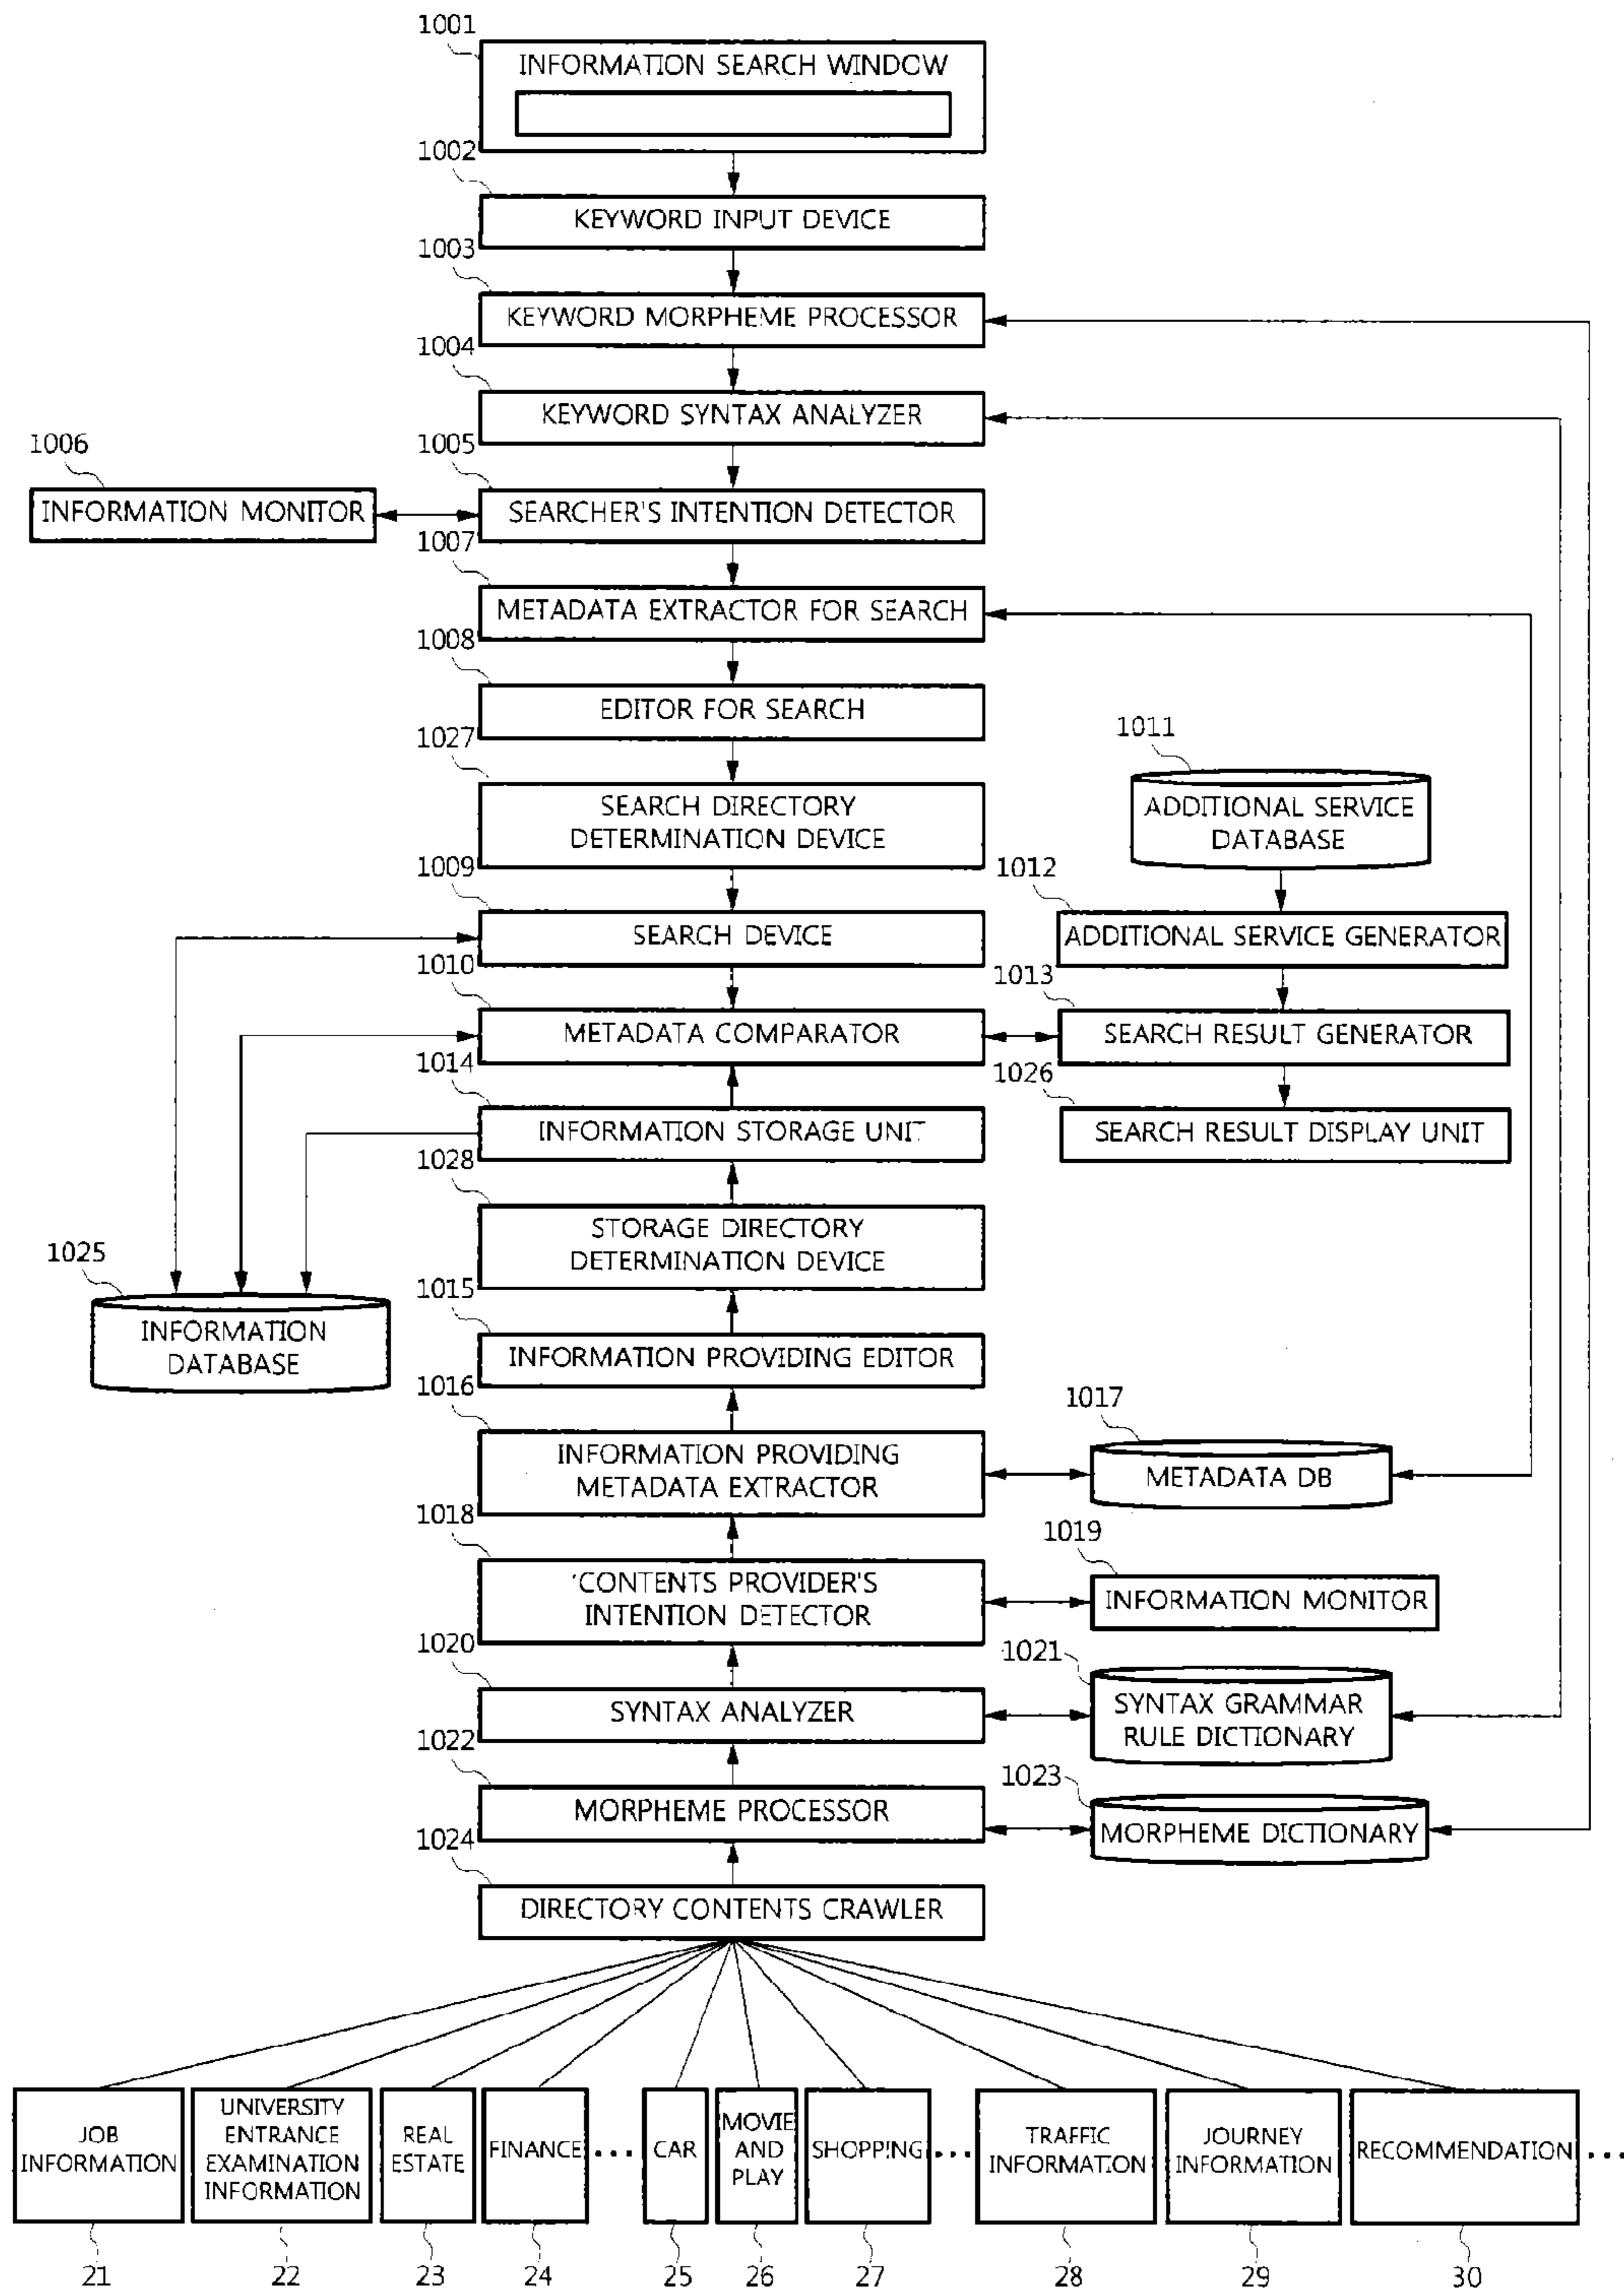 1001
INFORMATION SEARCH WINDOW
1002
KEYWORD INPUT DEVICE
1003
KEYWORD MORPHEME PROCESSOR
1004
KEYWORD SYNTAX ANALYZER
1006
1005
INFORMATION MONITOR
SEARCHER'S INTENTION DETECTOR
1007
METADATA EXTRACTOR FOR SEARCH
1008
EDITOR FOR SEARCH
1027
SEARCH DIRECTORY
DETERMINATION DEVICE
1011
ADDITIONAL SERVICE
DATABASE
1009
SEARCH DEVICE
1012
ADDITIONAL SERVICE GENERATOR
1010
METADATA COMPARATOR
1013
SEARCH RESULT GENERATOR
1014
INFORMATION STORAGE UNIT
1026
SEARCH RESULT DISPLAY UNIT
1028
STORAGE DIRECTORY
DETERMINATION DEVICE
1025
INFORMATION
DATABASE
1015
INFORMATION PROVIDING EDITOR
1016
INFORMATION PROVIDING
METADATA EXTRACTOR
1017
METADATA DB
1018
CONTENTS PROVIDER'S
INTENTION DETECTOR
1019
INFORMATION MONITOR
1020
SYNTAX ANALYZER
1021
SYNTAX GRAMMAR
RULE DICTIONARY
1022
MORPHEME PROCESSOR
1023
MORPHEME DICTIONARY
1024
DIRECTORY CONTENTS CRAWLER
JOB
INFORMATION
UNIVERSITY
ENTRANCE
EXAMINATION
INFORMATION
REAL
ESTATE
FINANCE
...
CAR
MOVIE
AND
PLAY
SHOPPING
...
TRAFFIC
INFORMATION
JOURNEY
INFORMATION
RECOMMENDATION
...
21
22
23
24
25
26
27
28
29
30